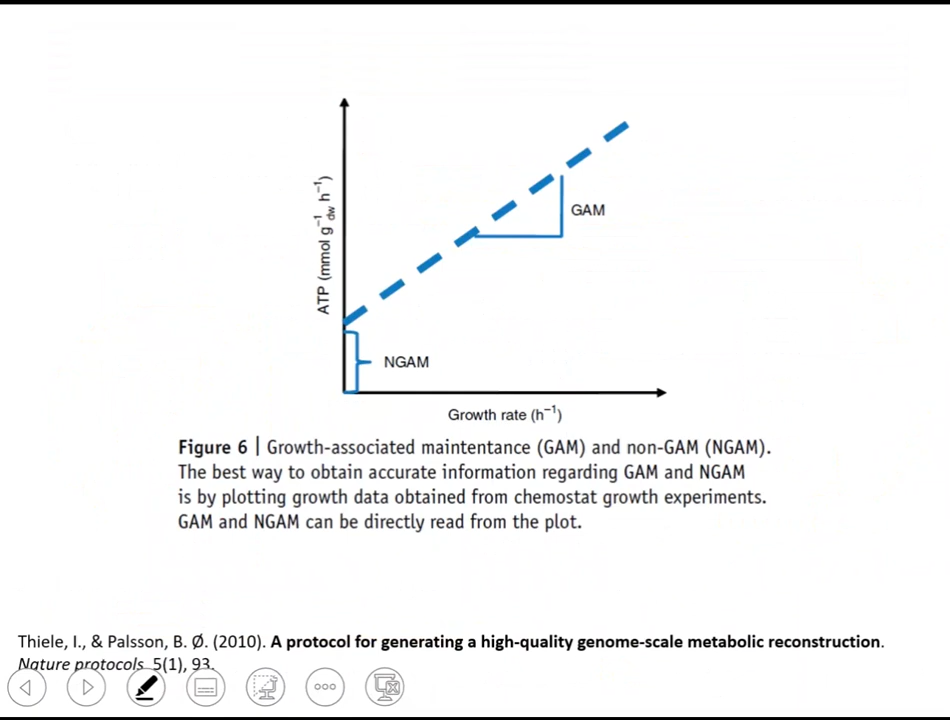 GAM
ATP (mmol g⁻¹dw h⁻¹)
NGAM
Growth rate (h⁻¹)
Figure 6 | Growth-associated maintentance (GAM) and non-GAM (NGAM).
The best way to obtain accurate information regarding GAM and NGAM
is by plotting growth data obtained from chemostat growth experiments.
GAM and NGAM can be directly read from the plot.
Thiele, I., & Palsson, B. Ø. (2010). A protocol for generating a high-quality genome-scale metabolic reconstruction.
Nature protocols, 5(1), 93.